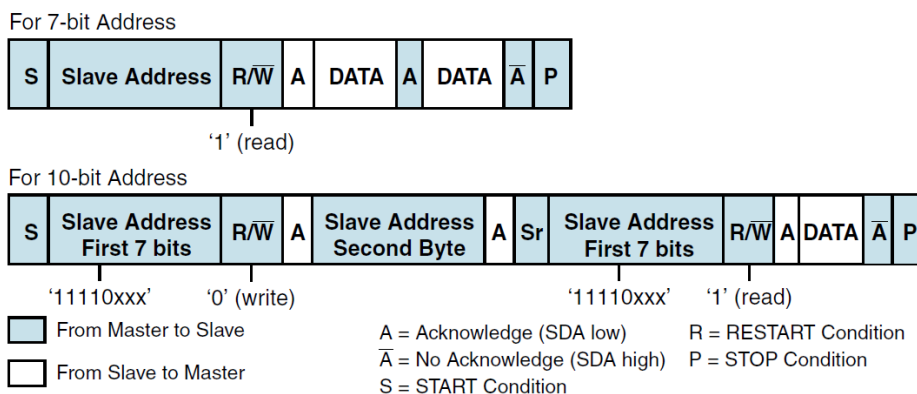 For 7-bit Address
S Slave Address R/W̅ A DATA A DATA A̅ P
‘1’ (read)
For 10-bit Address
S Slave Address First 7 bits R/W̅ A Slave Address Second Byte A Sr Slave Address First 7 bits R/W̅ A DATA A̅ P
‘11110xxx’ ‘0’ (write) ‘11110xxx’ ‘1’ (read)
From Master to Slave
From Slave to Master
A = Acknowledge (SDA low)
A̅ = No Acknowledge (SDA high)
S = START Condition
R = RESTART Condition
P = STOP Condition